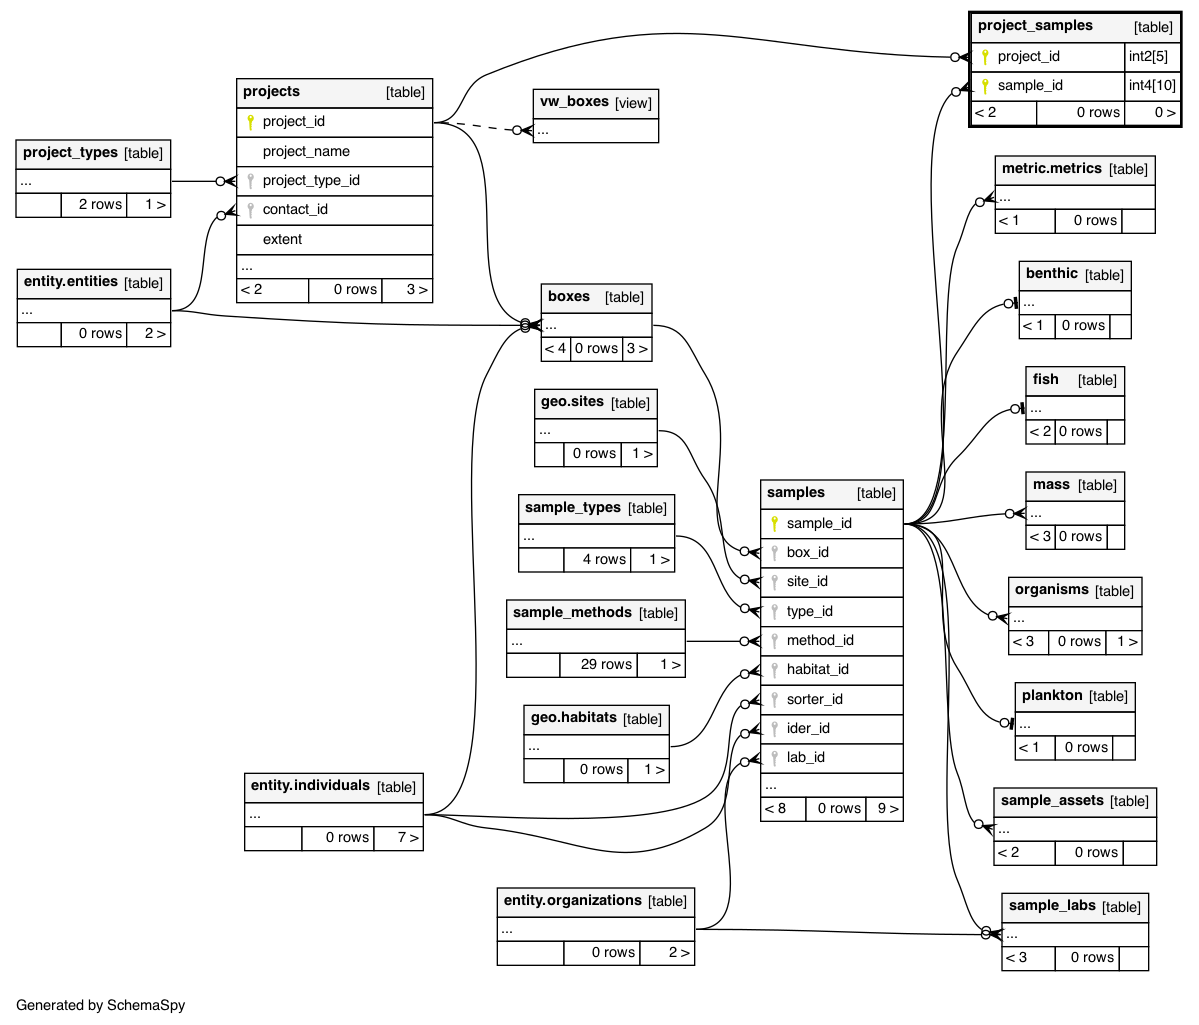 project_samples [table]
project_id int2[5]
sample_id int4[10]
< 2 0 rows 0 >
projects [table]
project_id
project_name
project_type_id
contact_id
extent
...
< 2 0 rows 3 >
vw_boxes [view]
...
project_types [table]
...
2 rows 1 >
metric.metrics [table]
...
< 1 0 rows
entity.entities [table]
...
0 rows 2 >
benthic [table]
...
< 1 0 rows
boxes [table]
...
< 4 0 rows 3 >
fish [table]
...
< 2 0 rows
geo.sites [table]
...
0 rows 1 >
mass [table]
...
< 3 0 rows
samples [table]
sample_id
box_id
site_id
type_id
method_id
habitat_id
sorter_id
ider_id
lab_id
...
< 8 0 rows 9 >
sample_types [table]
...
4 rows 1 >
organisms [table]
...
< 3 0 rows 1 >
sample_methods [table]
...
29 rows 1 >
plankton [table]
...
< 1 0 rows
geo.habitats [table]
...
0 rows 1 >
entity.individuals [table]
...
0 rows 7 >
sample_assets [table]
...
< 2 0 rows
entity.organizations [table]
...
0 rows 2 >
sample_labs [table]
...
< 3 0 rows
Generated by SchemaSpy